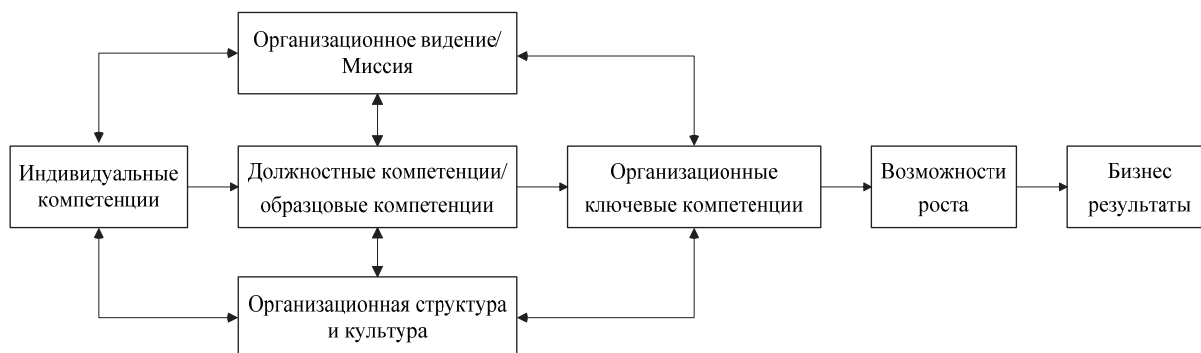 Организационное видение/
Миссия
Индивидуальные
компетенции
Должностные компетенции/
образцовые компетенции
Организационные
ключевые компетенции
Возможности
роста
Бизнес
результаты
Организационная структура
и культура